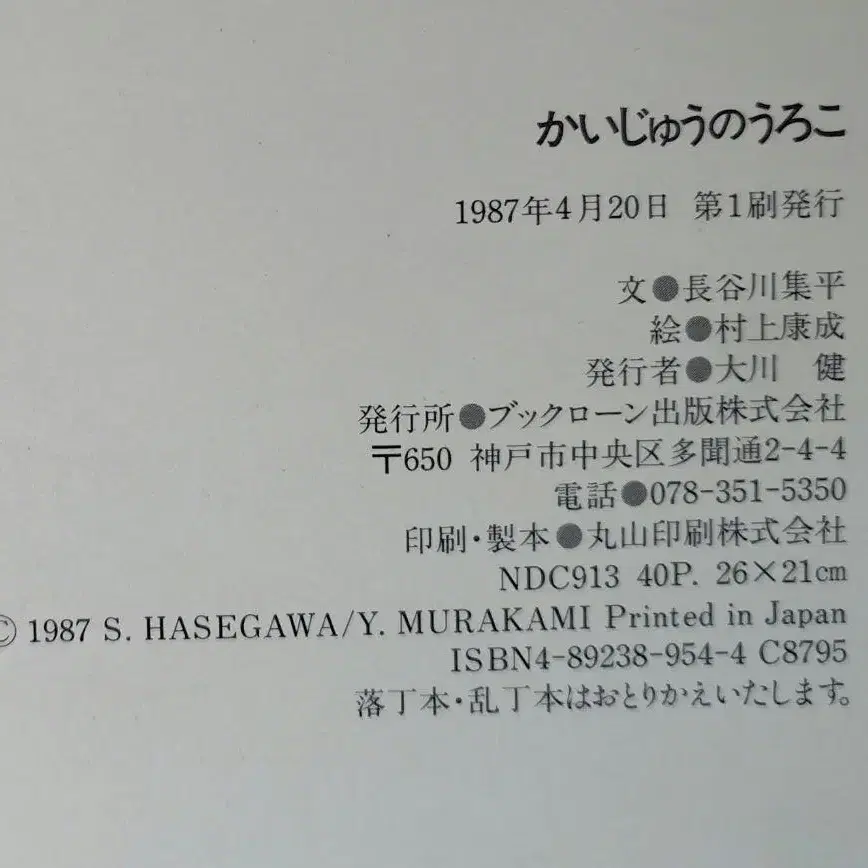 かいじゅうのうろこ
1987年4月20日 第1刷発行
文●長谷川集平
絵●村上康成
発行者●大川 健
発行所●ブックローン出版株式会社
〒650 神戸市中央区多聞通2-4-4
電話●078-351-5350
印刷・製本●丸山印刷株式会社
NDC913 40P. 26×21cm
© 1987 S. HASEGAWA/Y. MURAKAMI Printed in Japan
ISBN4-89238-954-4 C8795
落丁本・乱丁本はおとりかえいたします。